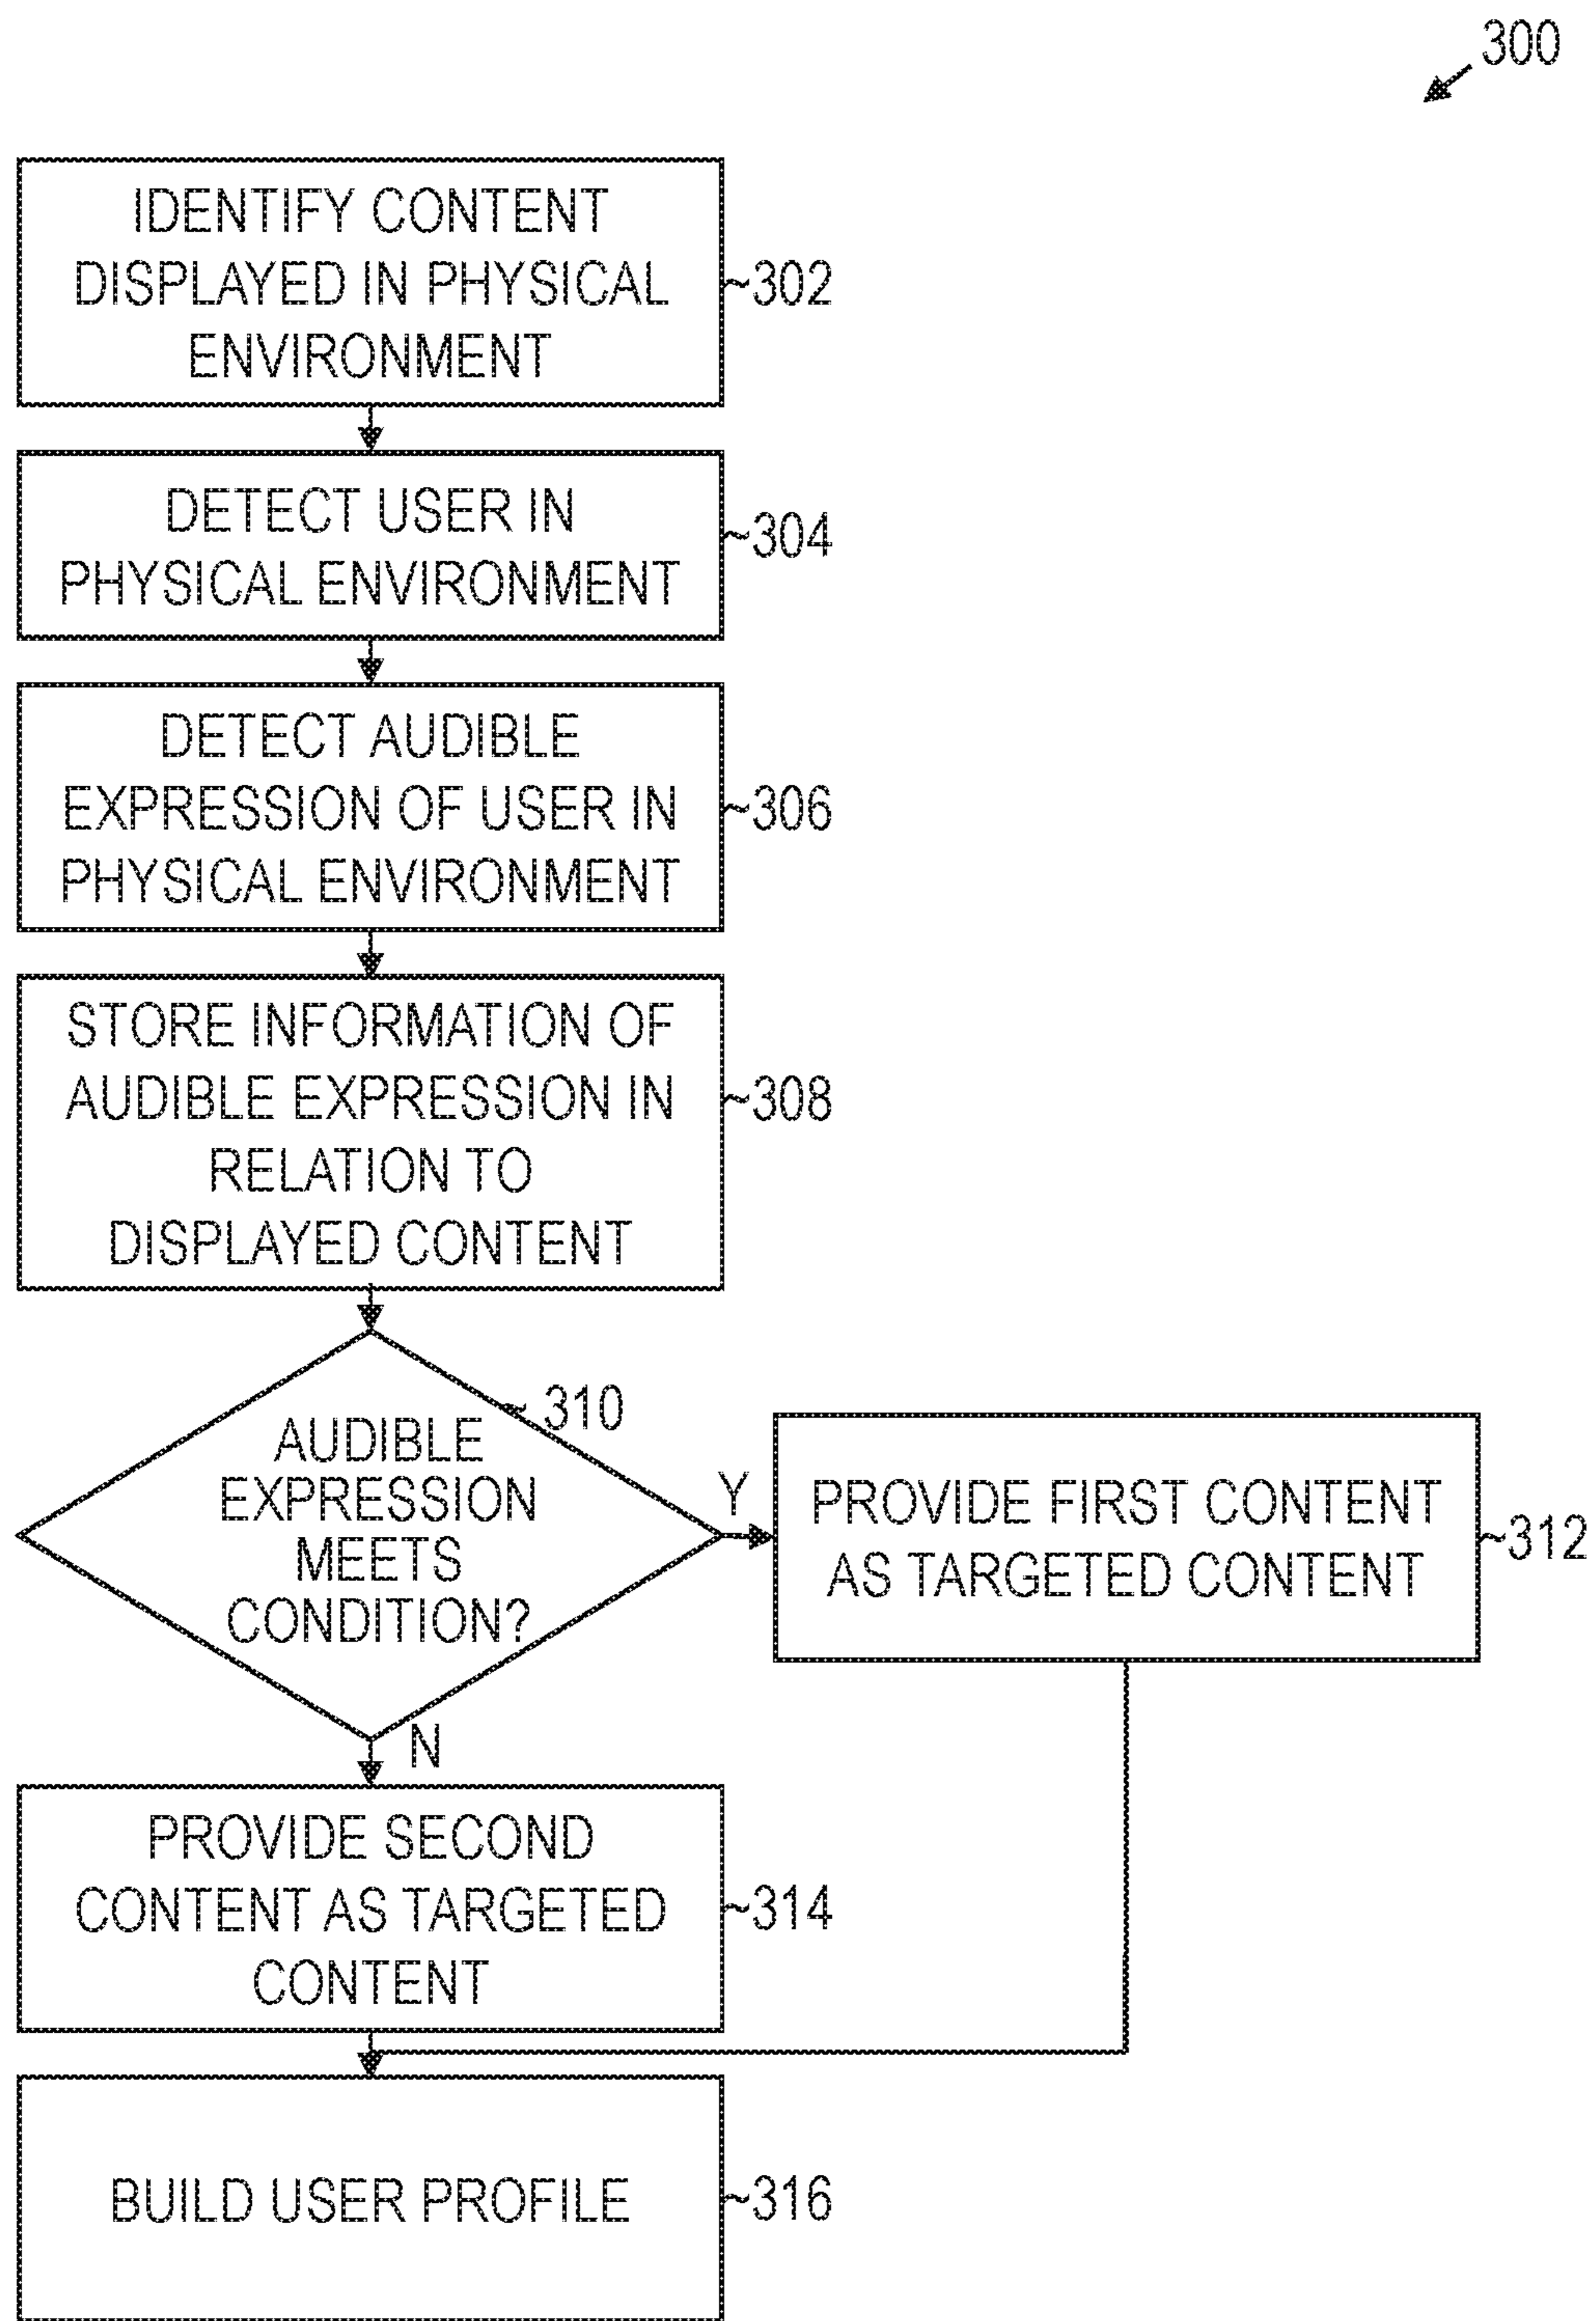 300
IDENTIFY CONTENT
DISPLAYED IN PHYSICAL
ENVIRONMENT
~302
DETECT USER IN
PHYSICAL ENVIRONMENT
~304
DETECT AUDIBLE
EXPRESSION OF USER IN
PHYSICAL ENVIRONMENT
~306
STORE INFORMATION OF
AUDIBLE EXPRESSION IN
RELATION TO
DISPLAYED CONTENT
~308
AUDIBLE
EXPRESSION
MEETS
CONDITION?
~310
Y
PROVIDE FIRST CONTENT
AS TARGETED CONTENT
~312
N
PROVIDE SECOND
CONTENT AS TARGETED
CONTENT
~314
BUILD USER PROFILE
~316